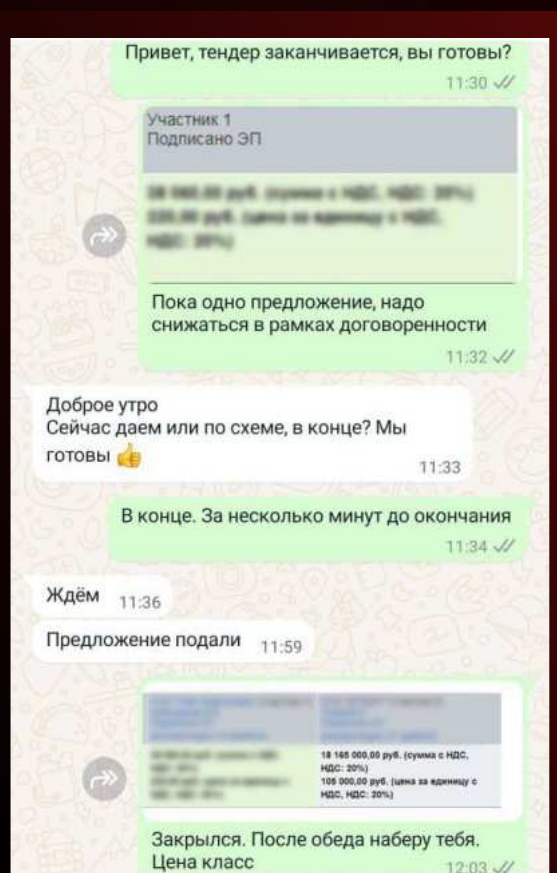 Привет, тендер заканчивается, вы готовы?
11:30
Участник 1
Подписано ЭП
Пока одно предложение, надо
снижаться в рамках договоренности
11:32
Доброе утро
Сейчас даем или по схеме, в конце? Мы
готовы 👍
11:33
В конце. За несколько минут до окончания
11:34
Ждём 11:36
Предложение подали 11:59
18 165 000,00 руб. (сумма с НДС,
НДС: 20%)
105 000,00 руб. (цена за единицу с
НДС, НДС: 20%)
Закрылся. После обеда наберу тебя.
Цена класс
12:03